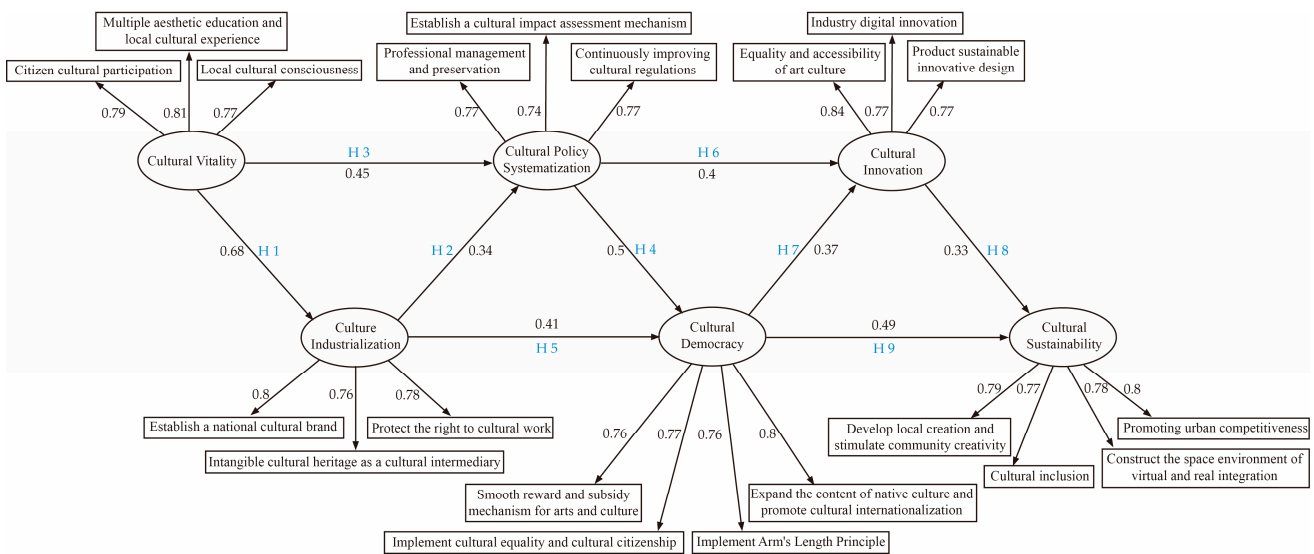 Multiple aesthetic education and
local cultural experience
Citizen cultural participation
Local cultural consciousness
0.79
0.81
0.77
Establish a cultural impact assessment mechanism
Professional management
and preservation
Continuously improving
cultural regulations
0.77
0.74
0.77
Industry digital innovation
Equality and accessibility
of art culture
Product sustainable
innovative design
0.84
0.77
0.77
Cultural Vitality
H 3
0.45
Cultural Policy
Systematization
H 6
0.4
Cultural
Innovation
0.68
H 1
H 2
0.34
0.5
H 4
H 7
0.37
0.33
H 8
Culture
Industrialization
0.41
H 5
Cultural
Democracy
0.49
H 9
Cultural
Sustainability
0.8
0.76
0.78
Establish a national cultural brand
Protect the right to cultural work
Intangible cultural heritage as a cultural intermediary
0.76
0.77
0.76
0.8
Smooth reward and subsidy
mechanism for arts and culture
Expand the content of native culture and
promote cultural internationalization
Implement cultural equality and cultural citizenship
Implement Arm's Length Principle
0.79
0.77
0.78
0.8
Develop local creation and
stimulate community creativity
Promoting urban competitiveness
Cultural inclusion
Construct the space environment of
virtual and real integration